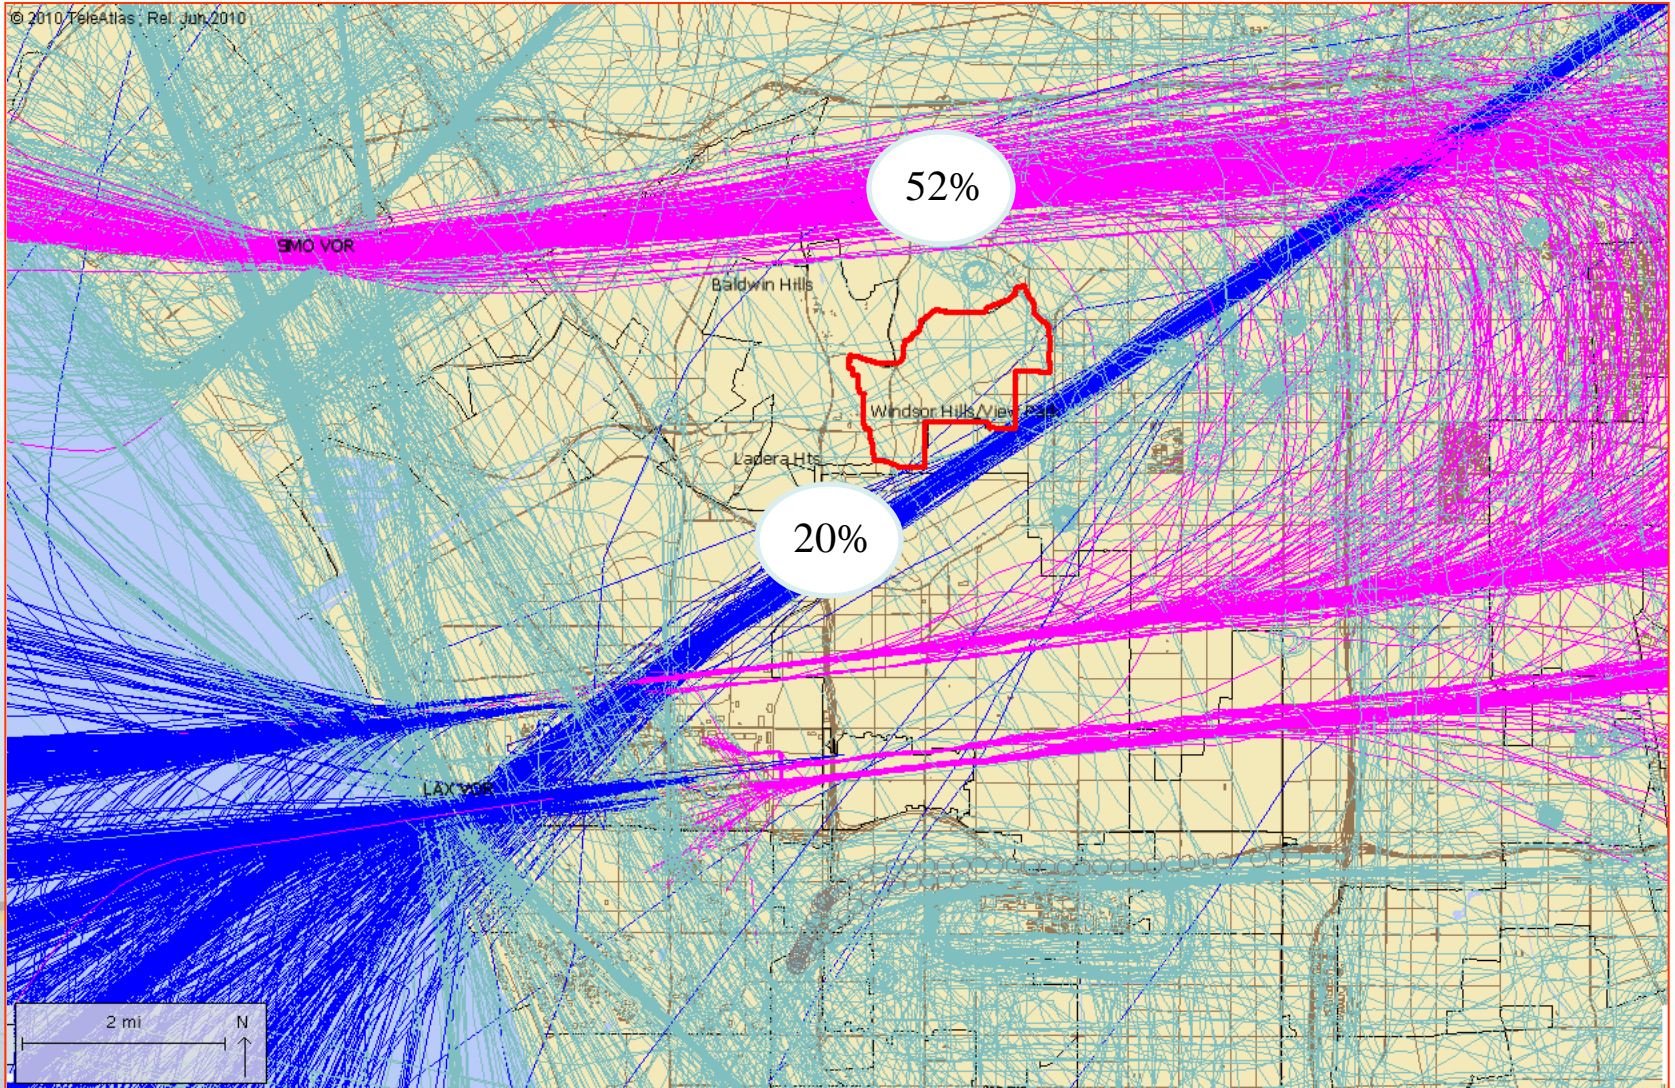 © 2010 TeleAtlas ; Rel. Jun.2010
52%
SMO VOR
Baldwin Hills
Windsor Hills/View Park
Ladera Hts
20%
LAX VOR
2 mi
N